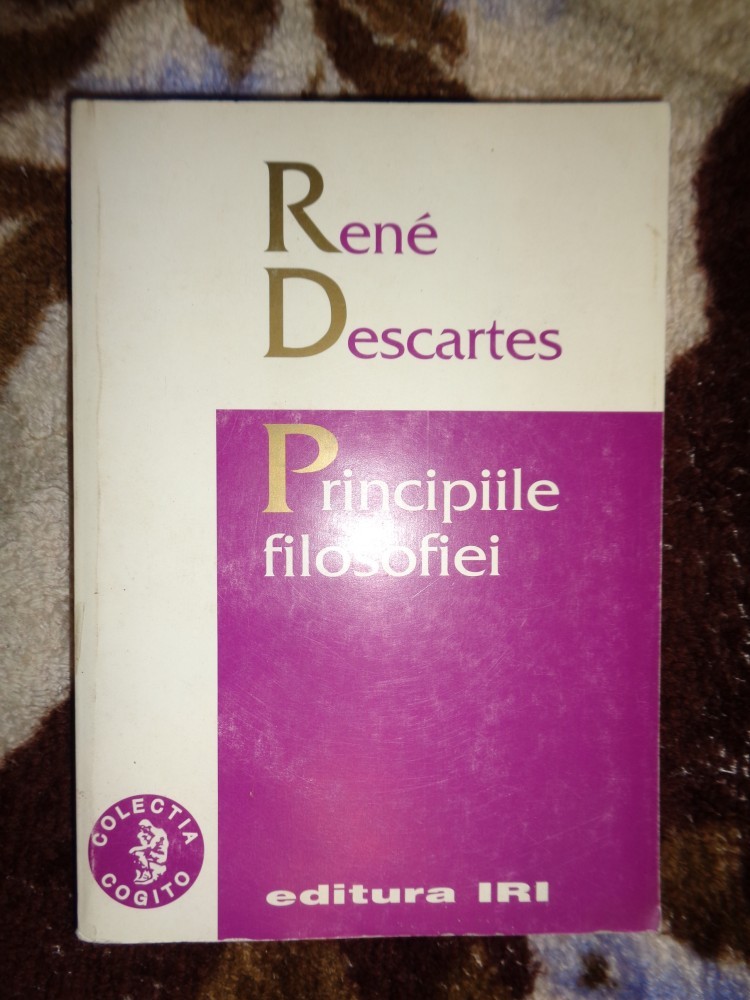 René
Descartes
Principiile
filosofiei
COLECTIA
COGITO
editura IRI